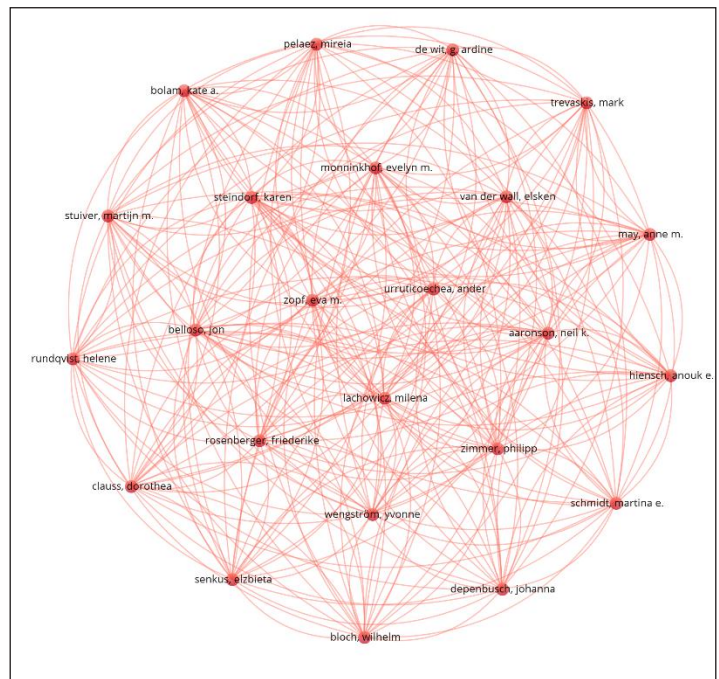 pelaez, mireia
de wit, g. ardine
bolam, kate a.
trevaskis, mark
monninkhof, evelyn m.
steindorf, karen
van der wall, elsken
stuiver, martijn m.
may, anne m.
urruticoechea, ander
zopf, eva m.
belloso, jon
aaronson, neil k.
rundqvist, helene
hiensch, anouk e.
lachowicz, milena
rosenberger, friederike
zimmer, philipp
clauss, dorothea
schmidt, martina e.
wengström, yvonne
senkus, elzbieta
depenbusch, johanna
bloch, wilhelm